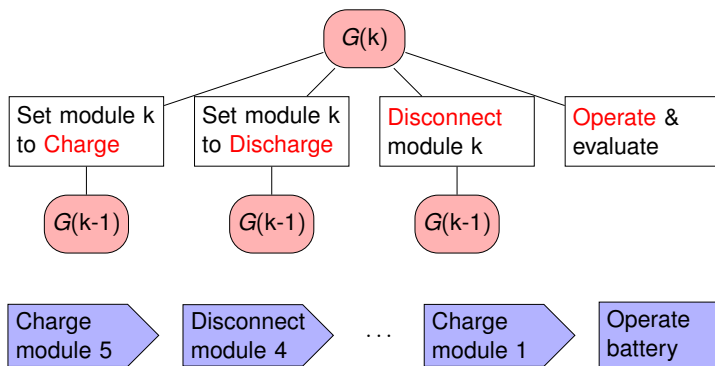 G(k)
Set module k
to Charge
Set module k
to Discharge
Disconnect
module k
Operate &
evaluate
G(k-1)
G(k-1)
G(k-1)
Charge
module 5
Disconnect
module 4
...
Charge
module 1
Operate
battery